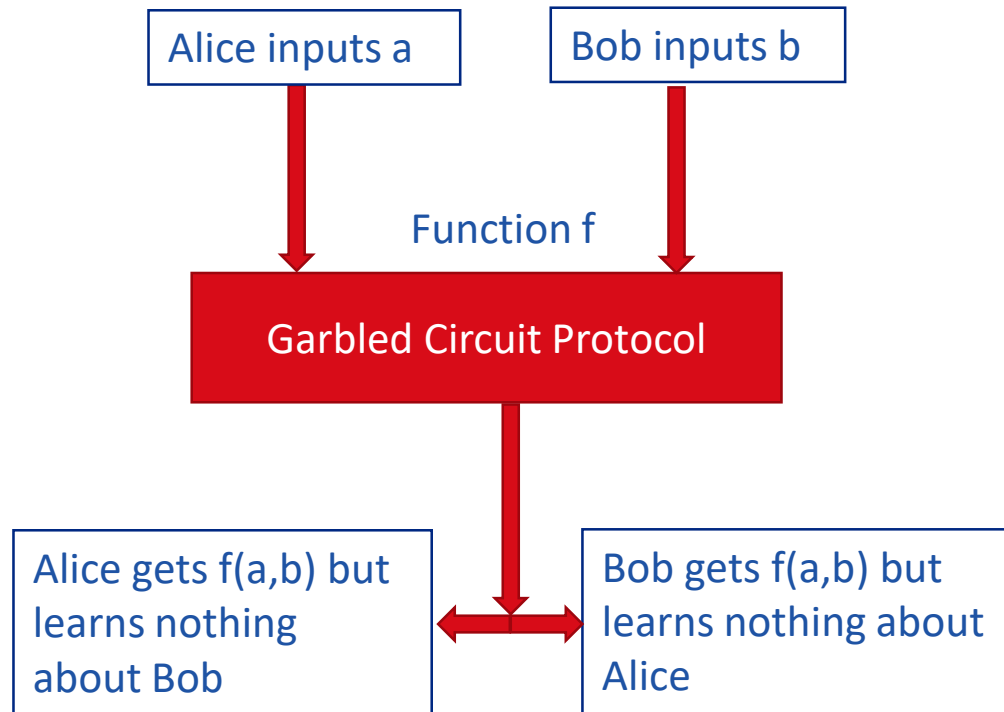 Alice inputs a
Bob inputs b
Function f
Garbled Circuit Protocol
Alice gets f(a,b) but
learns nothing
about Bob
Bob gets f(a,b) but
learns nothing about
Alice